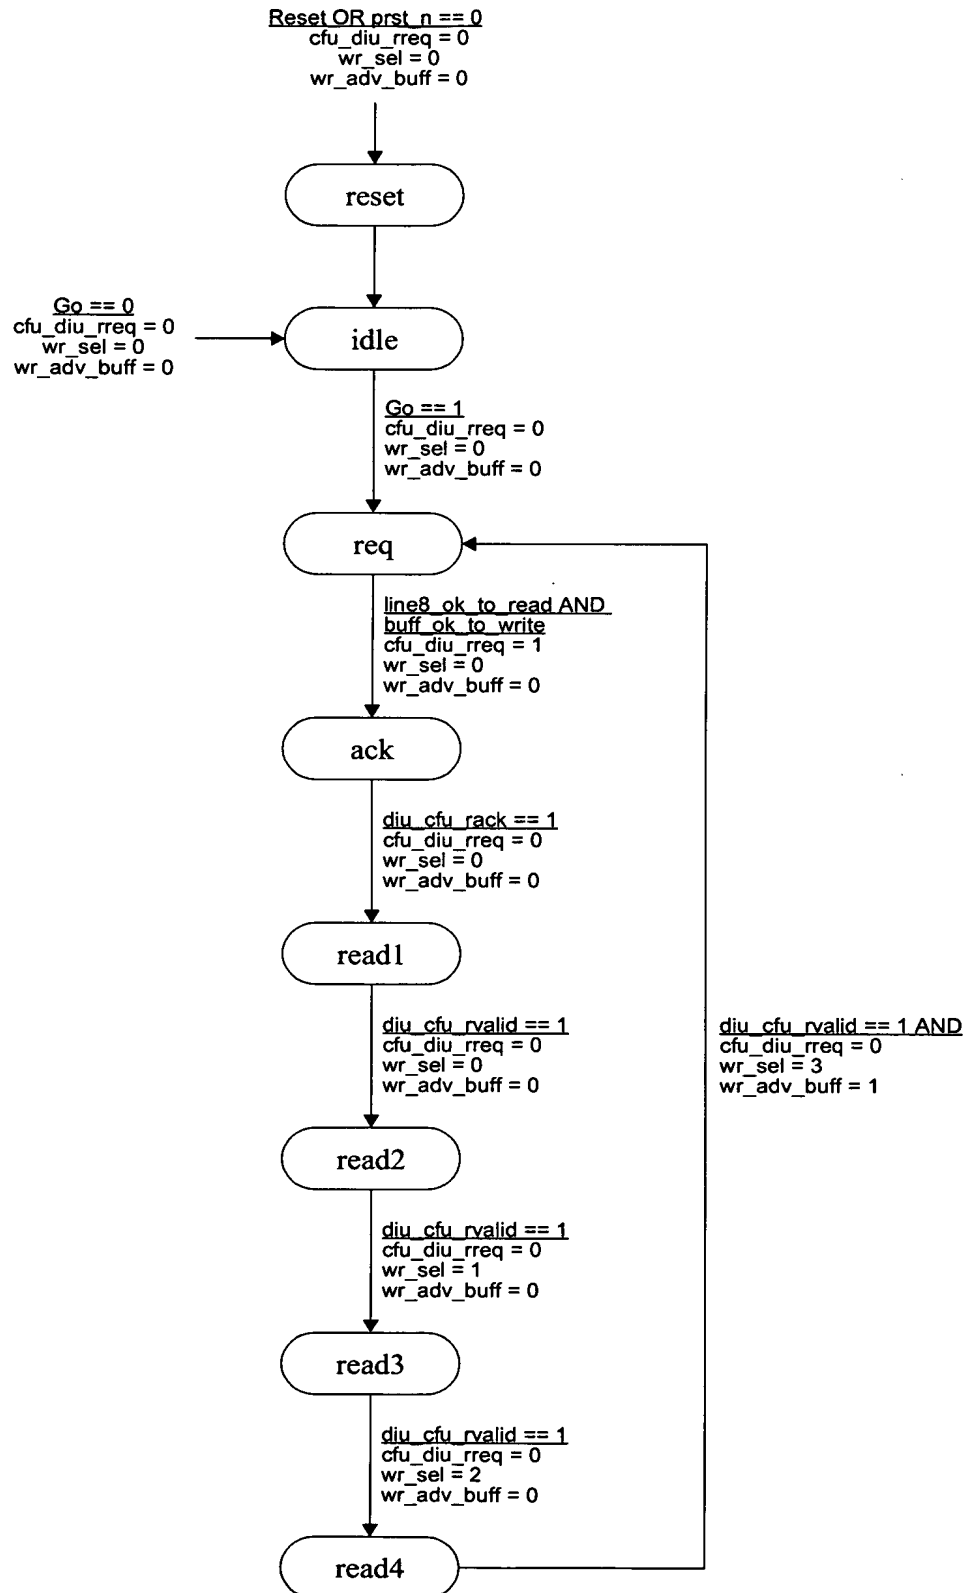 Reset OR prst_n == 0
cfu_diu_rreq = 0
wr_sel = 0
wr_adv_buff = 0
reset
Go == 0
cfu_diu_rreq = 0
wr_sel = 0
wr_adv_buff = 0
idle
Go == 1
cfu_diu_rreq = 0
wr_sel = 0
wr_adv_buff = 0
req
line8_ok_to_read AND
buff_ok_to_write
cfu_diu_rreq = 1
wr_sel = 0
wr_adv_buff = 0
ack
diu_cfu_rack == 1
cfu_diu_rreq = 0
wr_sel = 0
wr_adv_buff = 0
read1
diu_cfu_rvalid == 1
cfu_diu_rreq = 0
wr_sel = 0
wr_adv_buff = 0
diu_cfu_rvalid == 1 AND
cfu_diu_rreq = 0
wr_sel = 3
wr_adv_buff = 1
read2
diu_cfu_rvalid == 1
cfu_diu_rreq = 0
wr_sel = 1
wr_adv_buff = 0
read3
diu_cfu_rvalid == 1
cfu_diu_rreq = 0
wr_sel = 2
wr_adv_buff = 0
read4